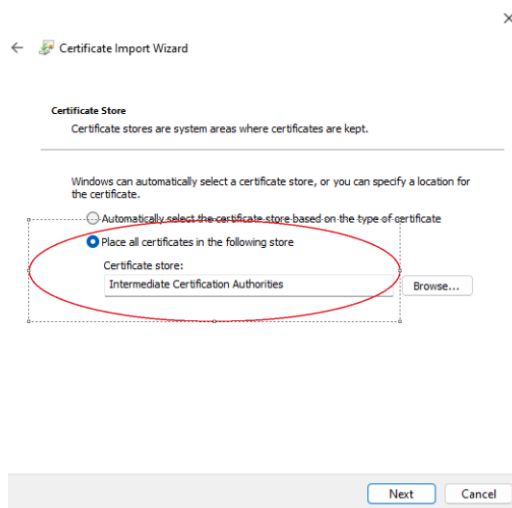 Certificate Import Wizard
Certificate Store
Certificate stores are system areas where certificates are kept.
Windows can automatically select a certificate store, or you can specify a location for
the certificate.
Automatically select the certificate store based on the type of certificate
Place all certificates in the following store
Certificate store:
Intermediate Certification Authorities
Browse...
Next
Cancel